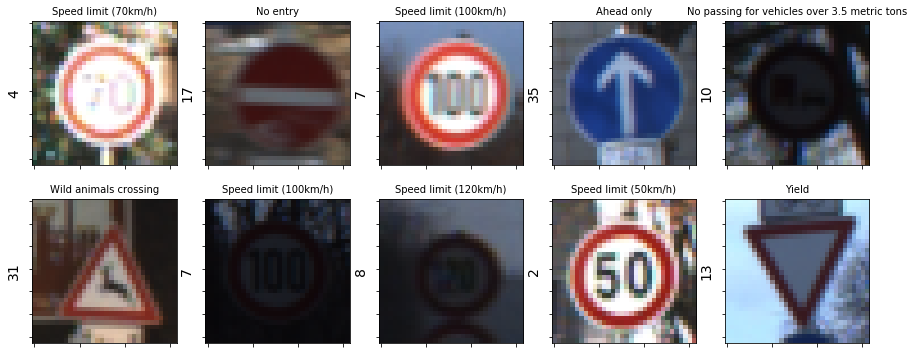 Speed limit (70km/h)
No entry
Speed limit (100km/h)
Ahead only
No passing for vehicles over 3.5 metric tons
4
70
17
7
100
35
10
Wild animals crossing
Speed limit (100km/h)
Speed limit (120km/h)
Speed limit (50km/h)
Yield
31
7
100
8
2
50
13